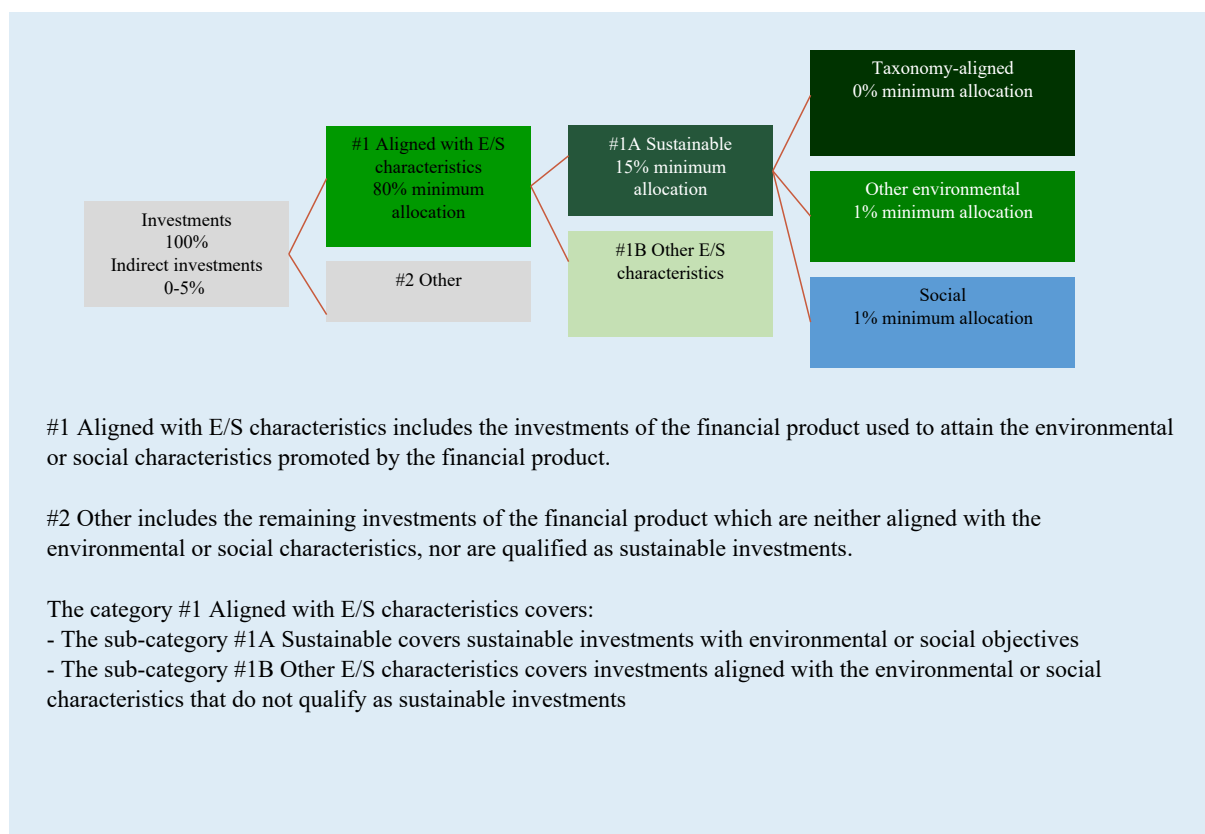 Investments
100%
Indirect investments
0-5%
#1 Aligned with E/S
characteristics
80% minimum
allocation
#2 Other
#1A Sustainable
15% minimum
allocation
#1B Other E/S
characteristics
Taxonomy-aligned
0% minimum allocation
Other environmental
1% minimum allocation
Social
1% minimum allocation
#1 Aligned with E/S characteristics includes the investments of the financial product used to attain the environmental
or social characteristics promoted by the financial product.
#2 Other includes the remaining investments of the financial product which are neither aligned with the
environmental or social characteristics, nor are qualified as sustainable investments.
The category #1 Aligned with E/S characteristics covers:
- The sub-category #1A Sustainable covers sustainable investments with environmental or social objectives
- The sub-category #1B Other E/S characteristics covers investments aligned with the environmental or social
characteristics that do not qualify as sustainable investments